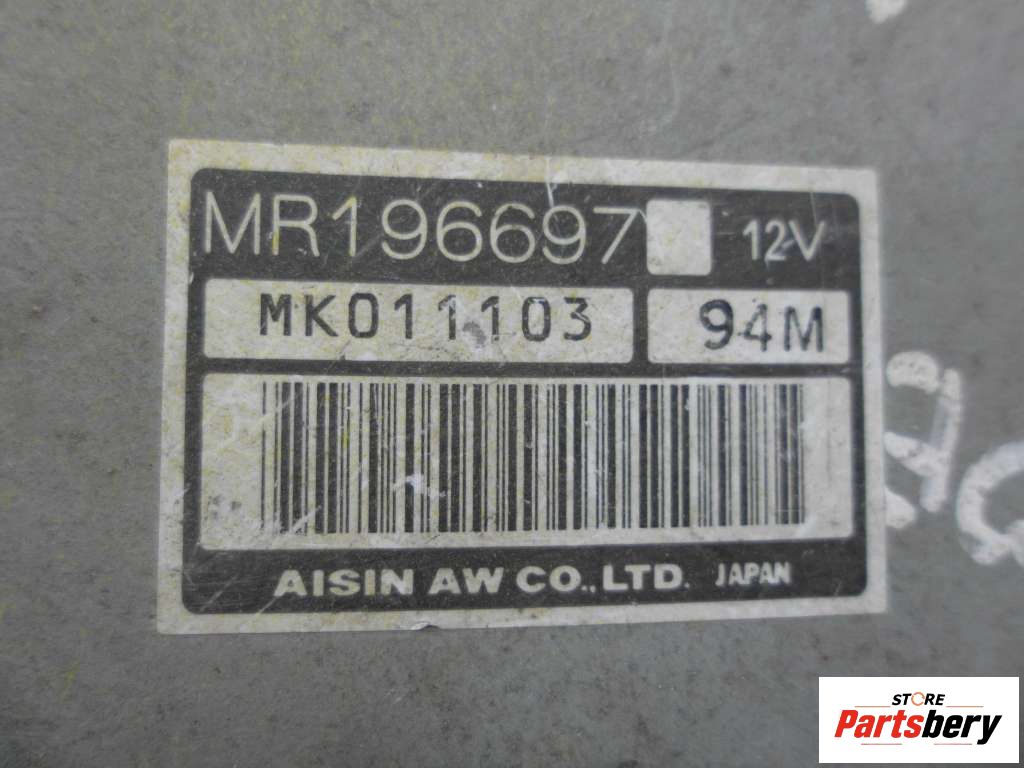 MR196697 12V
MK011103 94M
AISIN AW CO.,LTD. JAPAN
STORE
Partsbery